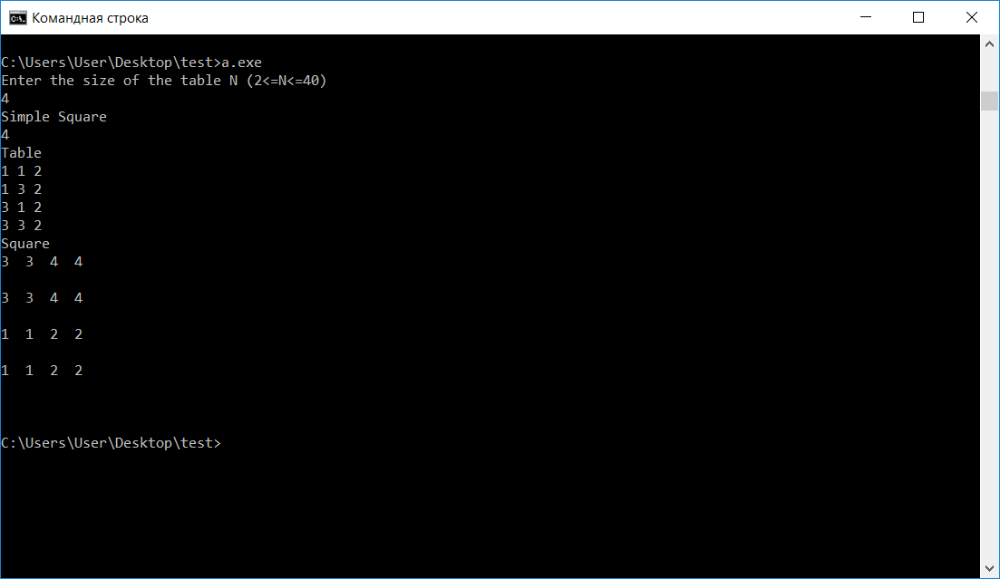 Командная строка
C:\Users\User\Desktop\test>a.exe
Enter the size of the table N (2<=N<=40)
4
Simple Square
4
Table
1 1 2
1 3 2
3 1 2
3 3 2
Square
3  3  4  4
3  3  4  4
1  1  2  2
1  1  2  2
C:\Users\User\Desktop\test>